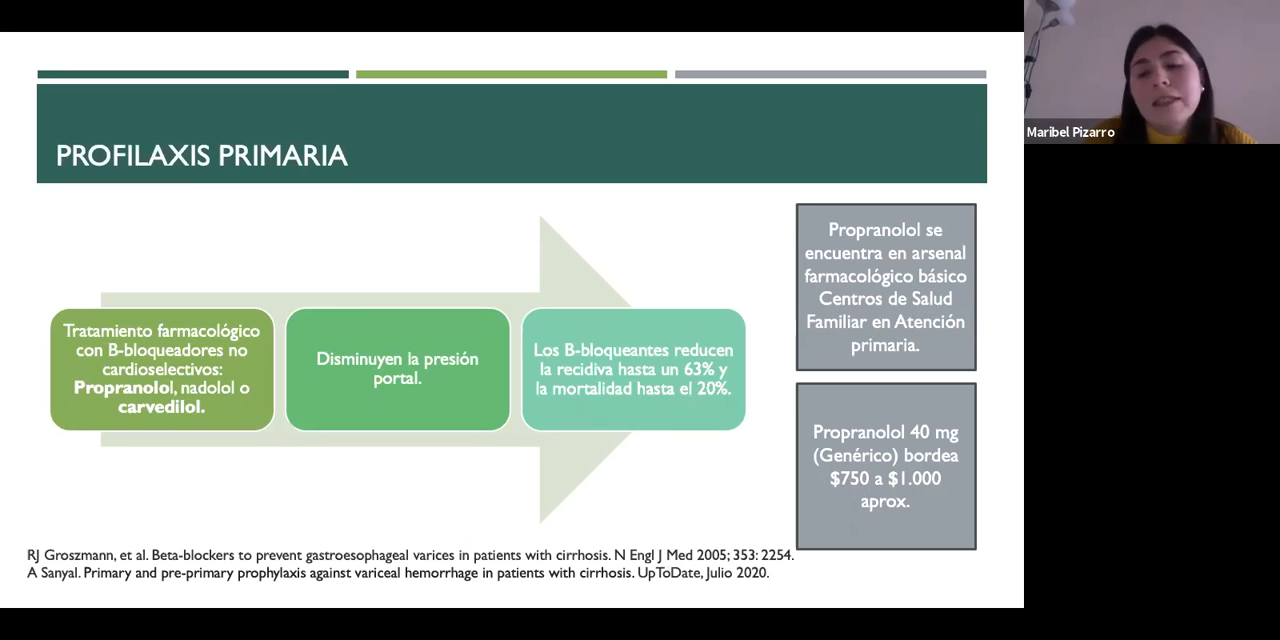 PROFILAXIS PRIMARIA
Tratamiento farmacológico
con B-bloqueadores no
cardioselectivos:
Propranolol, nadolol o
carvedilol.
Disminuyen la presión
portal.
Los B-bloqueantes reducen
la recidiva hasta un 63% y
la mortalidad hasta el 20%.
Propranolol se
encuentra en arsenal
farmacológico básico
Centros de Salud
Familiar en Atención
primaria.
Propranolol 40 mg
(Genérico) bordea
$750 a $1.000
aprox.
RJ Groszmann, et al. Beta-blockers to prevent gastroesophageal varices in patients with cirrhosis. N Engl J Med 2005; 353: 2254.
A Sanyal. Primary and pre-primary prophylaxis against variceal hemorrhage in patients with cirrhosis. UpToDate, Julio 2020.
Maribel Pizarro